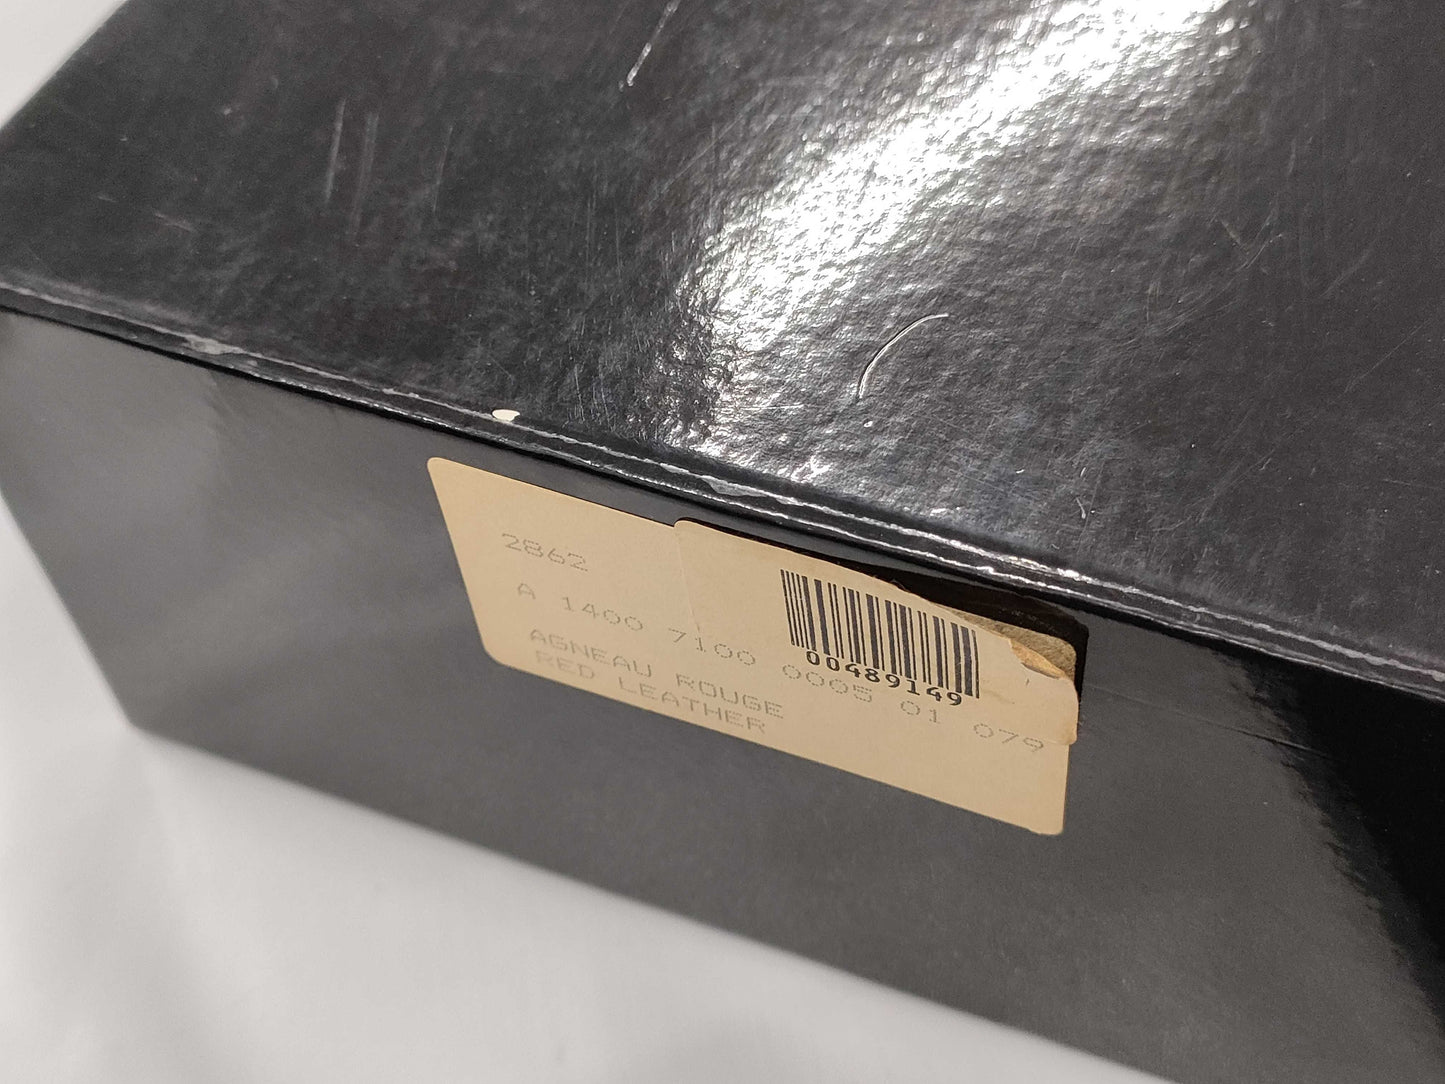 2862
00489149
A 1400 7100 0005 01 079
AGNEAU ROUGE
RED LEATHER